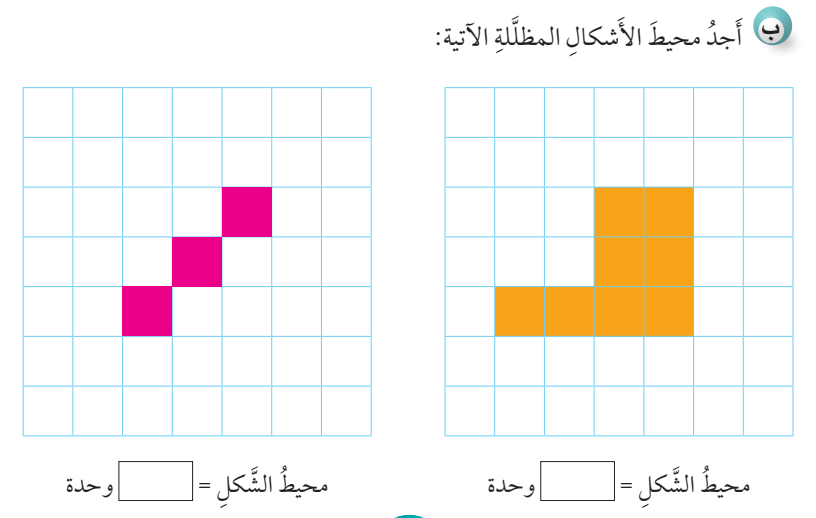 ب أَجدُ محيطَ الأَشكالِ المظلَّلةِ الآتية:
محيطُ الشَّكلِ = وحدة
محيطُ الشَّكلِ = وحدة